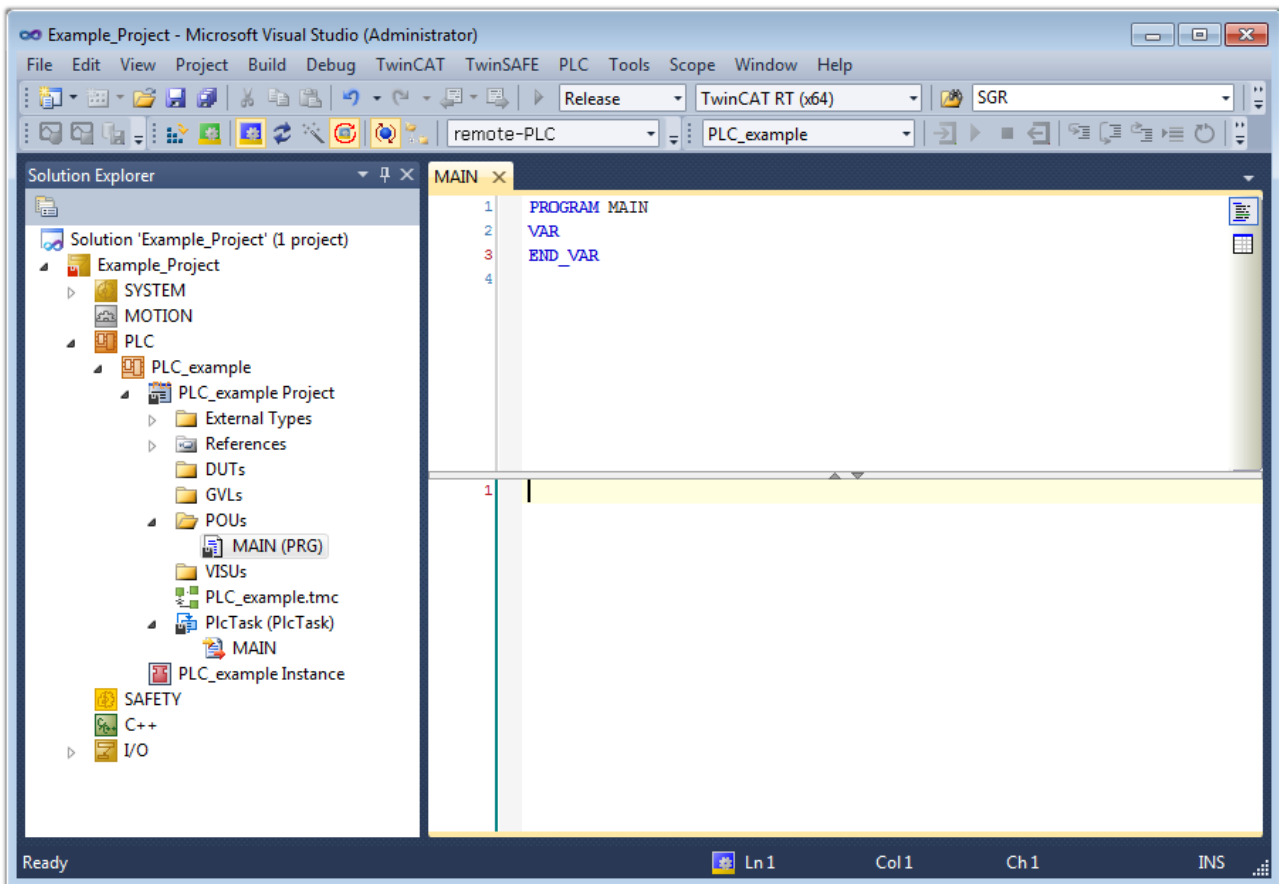 Example_Project - Microsoft Visual Studio (Administrator)
File Edit View Project Build Debug TwinCAT TwinSAFE PLC Tools Scope Window Help
Release TwinCAT RT (x64) SGR
remote-PLC PLC_example
Solution Explorer
MAIN
Solution 'Example_Project' (1 project)
Example_Project
SYSTEM
MOTION
PLC
PLC_example
PLC_example Project
External Types
References
DUTs
GVLs
POUs
MAIN (PRG)
VISUs
PLC_example.tmc
PlcTask (PlcTask)
MAIN
PLC_example Instance
SAFETY
C++
I/O
1 PROGRAM MAIN
2 VAR
3 END_VAR
4
1
Ready Ln 1 Col 1 Ch 1 INS